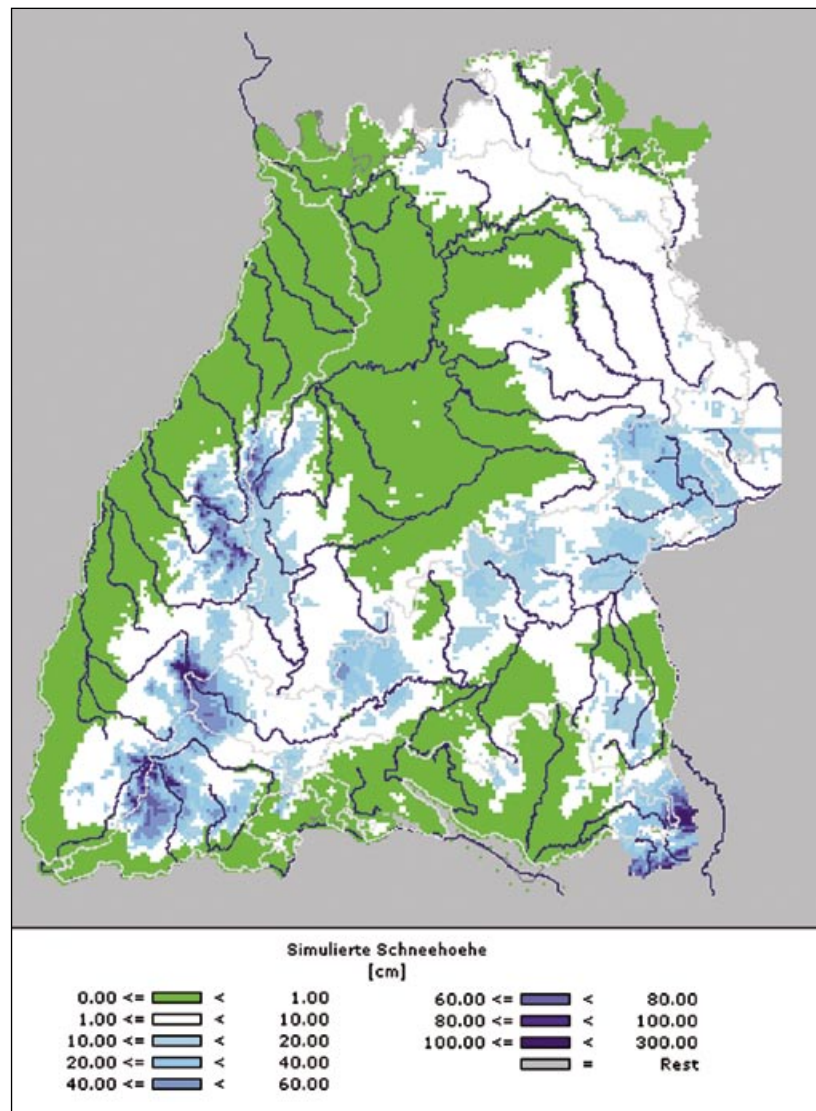 Simulierte Schneehoehe
[cm]
0.00 <= < 1.00
1.00 <= < 10.00
10.00 <= < 20.00
20.00 <= < 40.00
40.00 <= < 60.00
60.00 <= < 80.00
80.00 <= < 100.00
100.00 <= < 300.00
= Rest